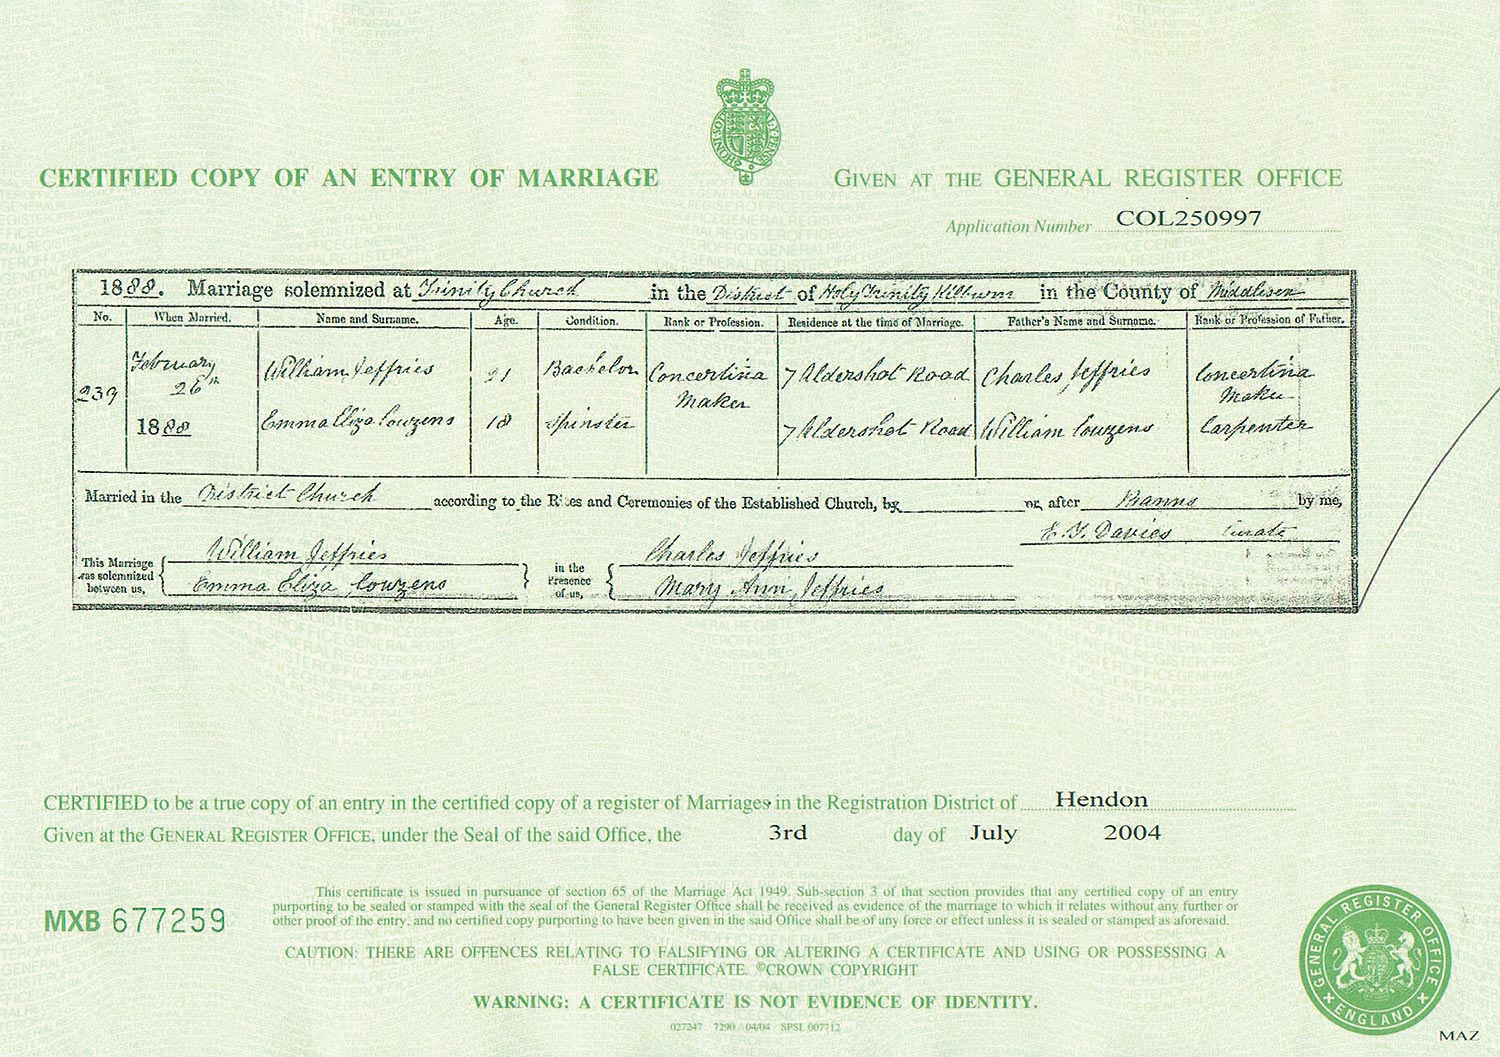 HONI SOIT QUI MAL Y PENSE
CERTIFIED COPY OF AN ENTRY OF MARRIAGE
GIVEN AT THE GENERAL REGISTER OFFICE
Application Number COL250997
1888. Marriage solemnized at Trinity Church in the District of Holy Trinity Kilburn in the County of Middlesex
No. When Married. Name and Surname. Age. Condition. Rank or Profession. Residence at the time of Marriage. Father's Name and Surname. Rank or Profession of Father.
239 February 26th 1888 William Jeffries 21 Bachelor Concertina Maker 7 Aldershot Road Charles Jeffries Concertina Maker
Emma Eliza Cowzens 18 Spinster 7 Aldershot Road William Cowzens Carpenter
Married in the District Church according to the Rites and Ceremonies of the Established Church, by or, after Banns by me,
E. Davies Curate
This Marriage was solemnized between us,
William Jeffries
Emma Eliza Cowzens
in the Presence of us,
Charles Jeffries
Mary Ann Jeffries
CERTIFIED to be a true copy of an entry in the certified copy of a register of Marriages in the Registration District of Hendon
Given at the GENERAL REGISTER OFFICE, under the Seal of the said Office, the 3rd day of July 2004
MXB 677259
This certificate is issued in pursuance of section 65 of the Marriage Act 1949. Sub-section 3 of that section provides that any certified copy of an entry
purporting to be sealed or stamped with the seal of the General Register Office shall be received as evidence of the marriage to which it relates without any further or
other proof of the entry, and no certified copy purporting to have been given in the said Office shall be of any force or effect unless it is sealed or stamped as aforesaid.
CAUTION: THERE ARE OFFENCES RELATING TO FALSIFYING OR ALTERING A CERTIFICATE AND USING OR POSSESSING A
FALSE CERTIFICATE. ©CROWN COPYRIGHT
WARNING: A CERTIFICATE IS NOT EVIDENCE OF IDENTITY.
027247 7290 04/04 SPSL 007712
GENERAL REGISTER OFFICE
ENGLAND
MAZ